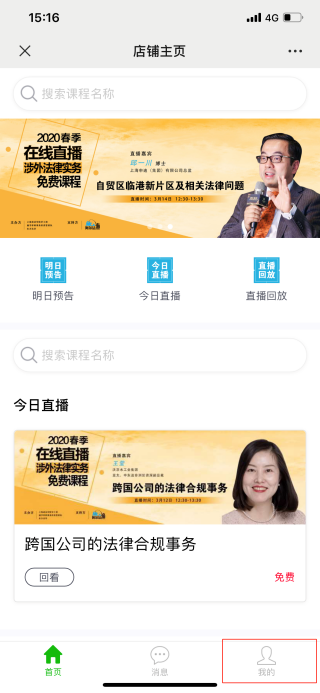 15:16
4G
店铺主页
搜索课程名称
2020春季
在线直播
涉外法律实务
免费课程
直播嘉宾
邱一川 博士
自贸区临港新片区及相关法律问题
直播时间：3月14日 12:30-13:30
明日
预告
今日
直播
直播
回放
明日预告
今日直播
直播回放
搜索课程名称
今日直播
2020春季
在线直播
涉外法律实务
免费课程
直播嘉宾
跨国公司的法律合规事务
直播时间：3月12日 12:30-13:30
跨国公司的法律合规事务
回看
免费
首页
消息
我的